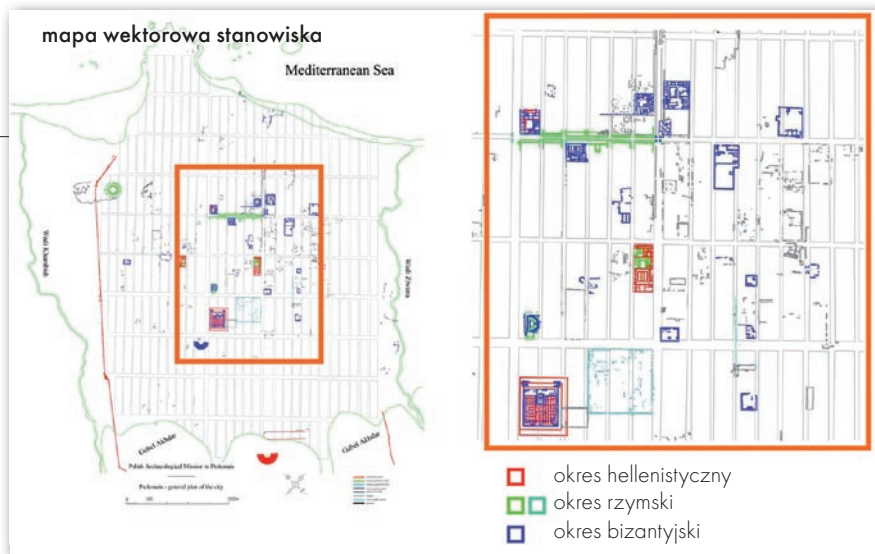 mapa wektorowa stanowiska
Mediterranean Sea
Wadi Khambish
Wadi Ziwana
Gebel Akhdar
Gebel Akhdar
Polish Archaeological Mission to Ptolemais
Ptolemais - general plan of the city
okres hellenistyczny
okres rzymski
okres bizantyjski